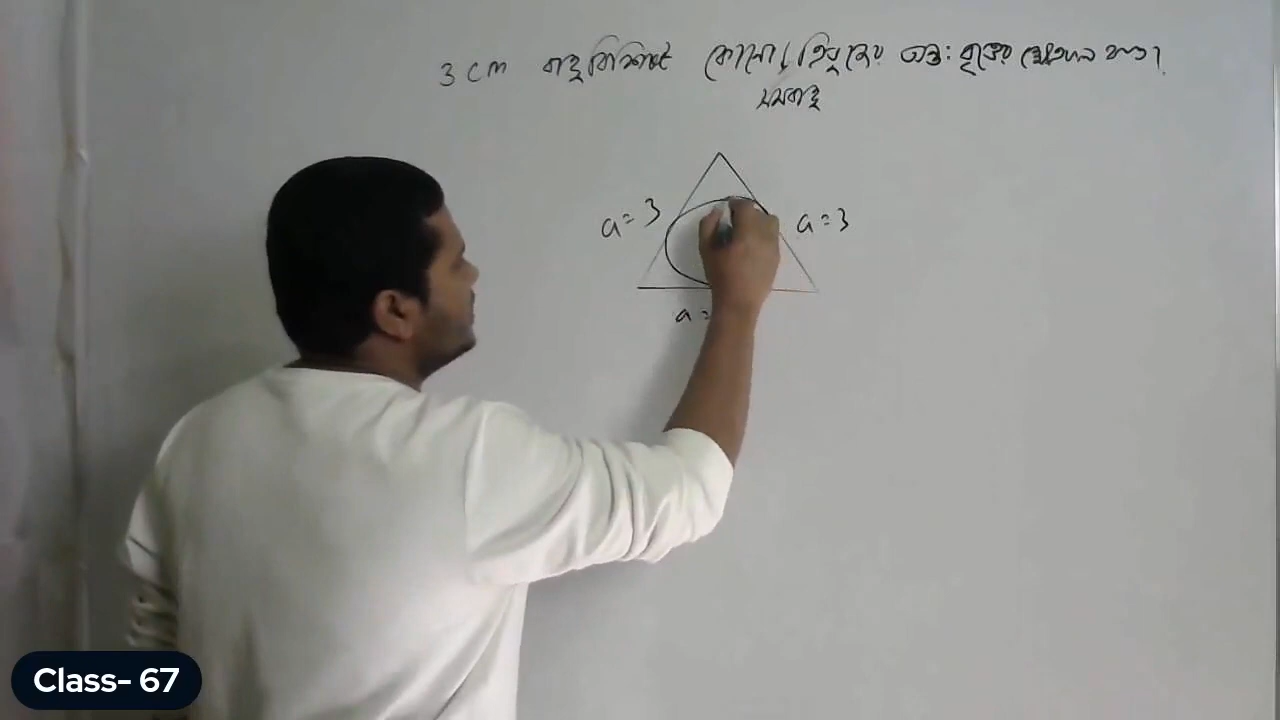 3 cm বাহু বিশিষ্ট কোনো ত্রিভুজের অন্ত: বৃত্তের ক্ষেত্রফল কত।
সমবাহু
a = 3
a = 3
a =
Class- 67